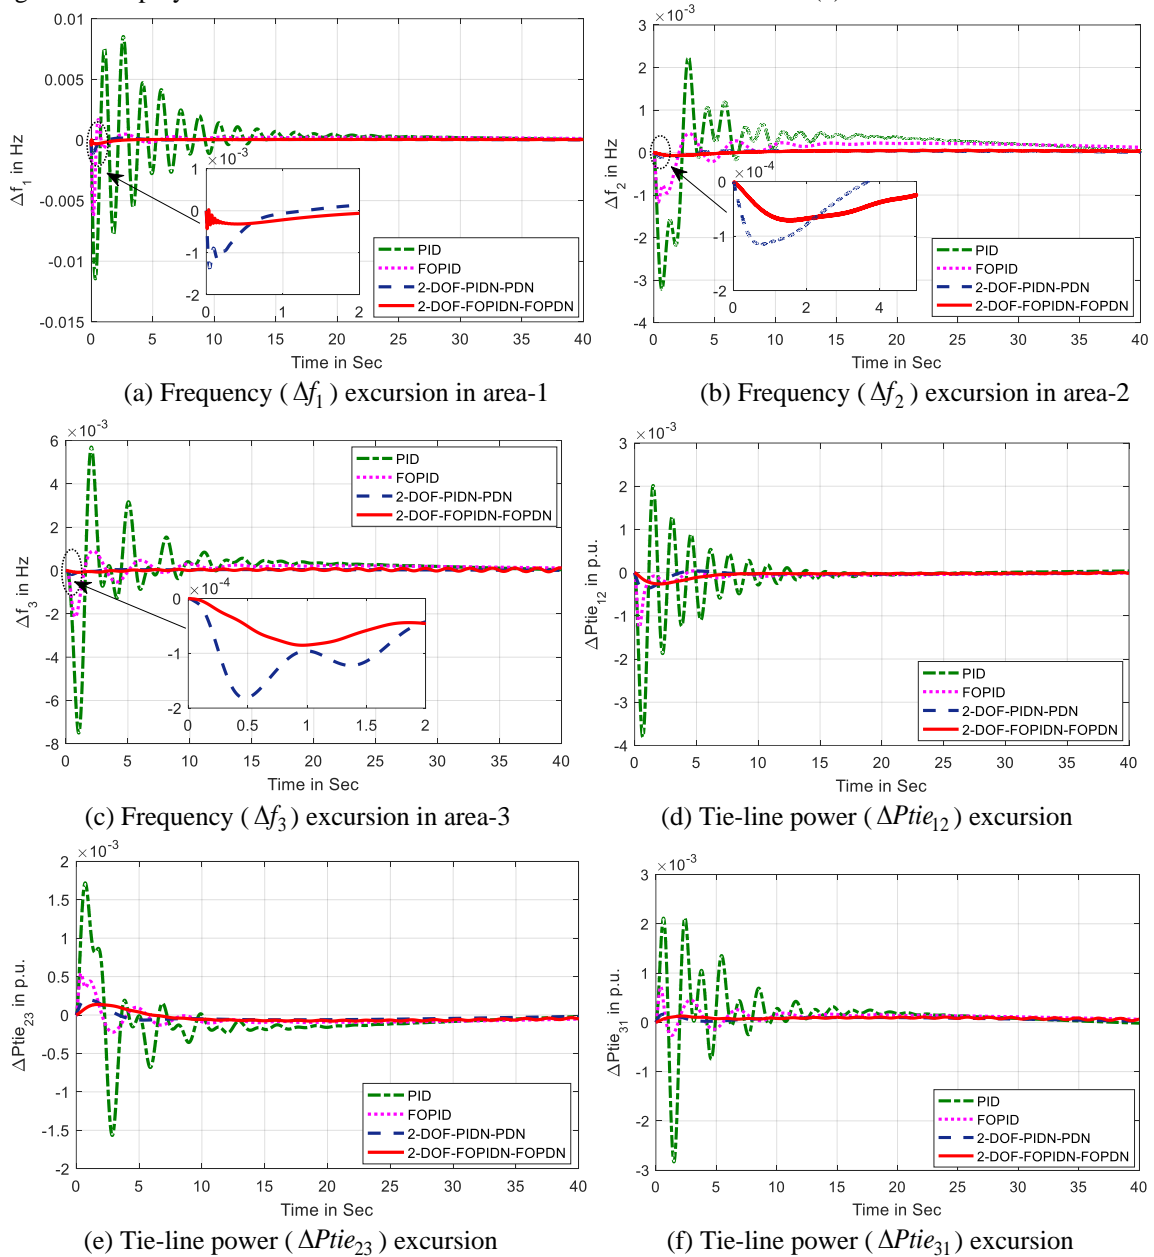 0.01
0.005
0
-0.005
-0.01
-0.015
Δf1 in Hz
×10-3
1
0
-1
-2
0 1 2
PID
FOPID
2-DOF-PIDN-PDN
2-DOF-FOPIDN-FOPDN
0 5 10 15 20 25 30 35 40
Time in Sec
(a) Frequency (Δf1) excursion in area-1
×10-3
3
2
1
0
-1
-2
-3
-4
Δf2 in Hz
×10-4
0
-1
-2
0 2 4
PID
FOPID
2-DOF-PIDN-PDN
2-DOF-FOPIDN-FOPDN
0 5 10 15 20 25 30 35 40
Time in Sec
(b) Frequency (Δf2) excursion in area-2
×10-3
6
4
2
0
-2
-4
-6
-8
Δf3 in Hz
PID
FOPID
2-DOF-PIDN-PDN
2-DOF-FOPIDN-FOPDN
×10-4
0
-1
-2
0 0.5 1 1.5 2
0 5 10 15 20 25 30 35 40
Time in Sec
(c) Frequency (Δf3) excursion in area-3
×10-3
3
2
1
0
-1
-2
-3
-4
ΔPtie12 in p.u.
PID
FOPID
2-DOF-PIDN-PDN
2-DOF-FOPIDN-FOPDN
0 5 10 15 20 25 30 35 40
Time in Sec
(d) Tie-line power (ΔPtie12) excursion
×10-3
2
1.5
1
0.5
0
-0.5
-1
-1.5
-2
ΔPtie23 in p.u.
PID
FOPID
2-DOF-PIDN-PDN
2-DOF-FOPIDN-FOPDN
0 5 10 15 20 25 30 35 40
Time in Sec
(e) Tie-line power (ΔPtie23) excursion
×10-3
3
2
1
0
-1
-2
-3
ΔPtie31 in p.u.
PID
FOPID
2-DOF-PIDN-PDN
2-DOF-FOPIDN-FOPDN
0 5 10 15 20 25 30 35 40
Time in Sec
(f) Tie-line power (ΔPtie31) excursion